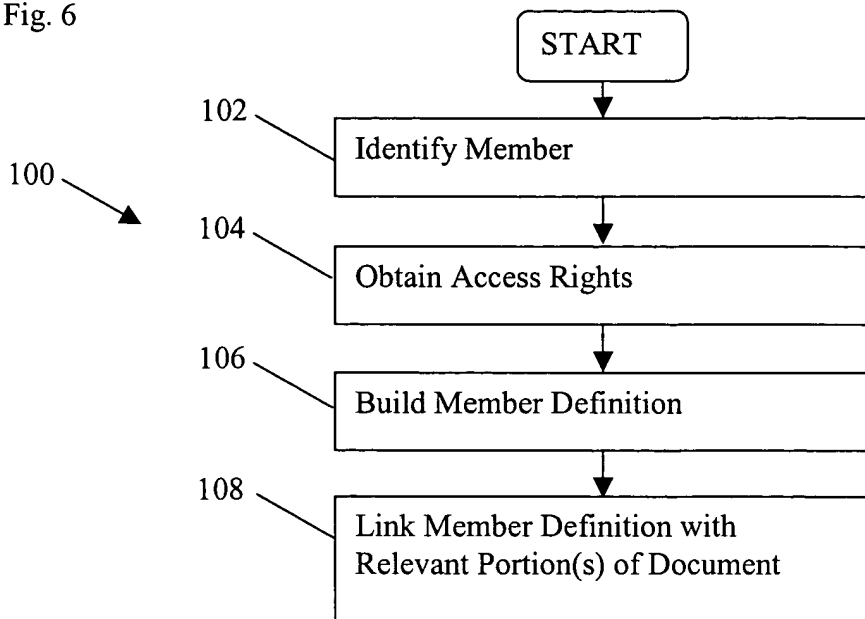 Fig. 6
START
102
Identify Member
100
104
Obtain Access Rights
106
Build Member Definition
108
Link Member Definition with
Relevant Portion(s) of Document